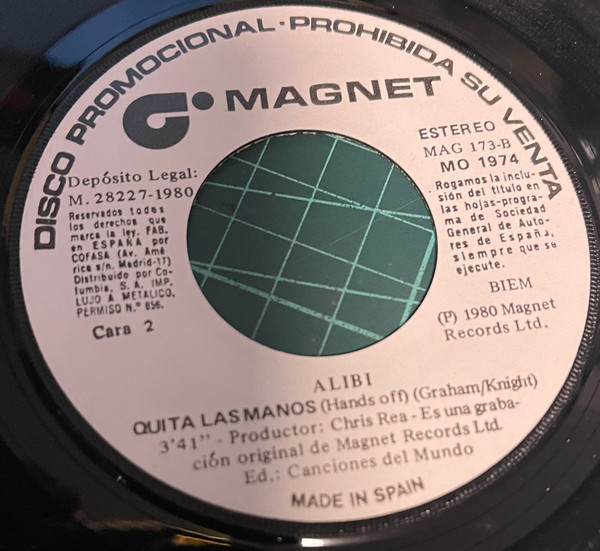 DISCO PROMOCIONAL · PROHIBIDA SU VENTA
MAGNET
Depósito Legal:
M. 28227-1980
Reservados todos
los derechos que
marca la ley. FAB.
en ESPAÑA por
COFASA (Av. Amé
rica s/n. Madrid-17)
Distribuido por Co-
lumbia, S. A. IMP.
LUJO A METALICO.
PERMISO N.º 856.
Cara 2
ESTEREO
MAG 173-B
MO 1974
Rogamos la inclu-
sión del título en
las hojas-progra-
ma de Sociedad
General de Auto-
res de España,
siempre que se
ejecute.
BIEM
(P) 1980 Magnet
Records Ltd.
ALIBI
QUITA LAS MANOS (Hands off) (Graham/Knight)
3'41" - Productor: Chris Rea - Es una graba-
ción original de Magnet Records Ltd.
Ed.: Canciones del Mundo
MADE IN SPAIN